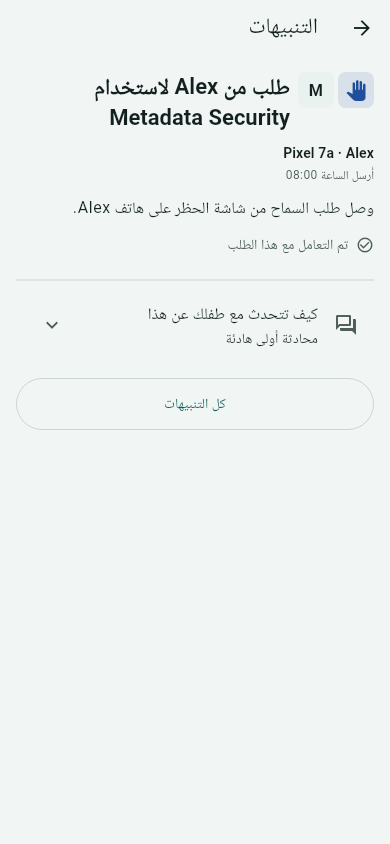 التنبيهات
M
طلب من Alex لاستخدام
Metadata Security
Pixel 7a · Alex
أرسل الساعة 08:00
وصل طلب السماح من شاشة الحظر على هاتف Alex.
تم التعامل مع هذا الطلب
كيف تتحدث مع طفلك عن هذا
محادثة أولى هادئة
كل التنبيهات